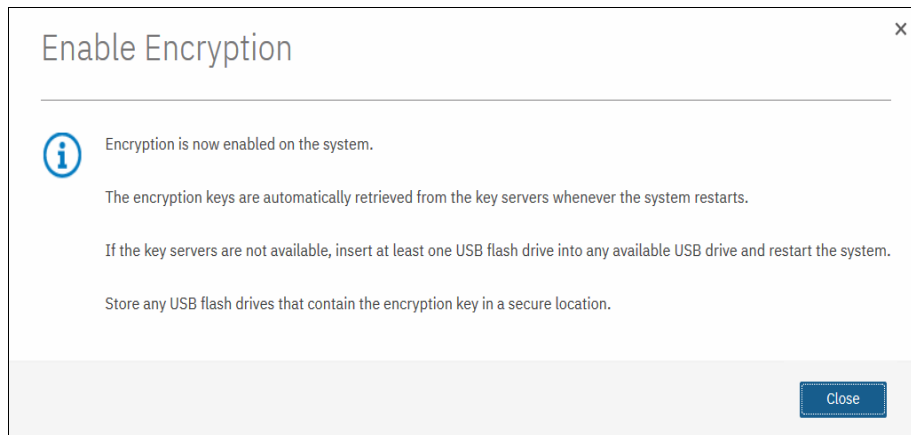 Enable Encryption
Encryption is now enabled on the system.
The encryption keys are automatically retrieved from the key servers whenever the system restarts.
If the key servers are not available, insert at least one USB flash drive into any available USB drive and restart the system.
Store any USB flash drives that contain the encryption key in a secure location.
Close